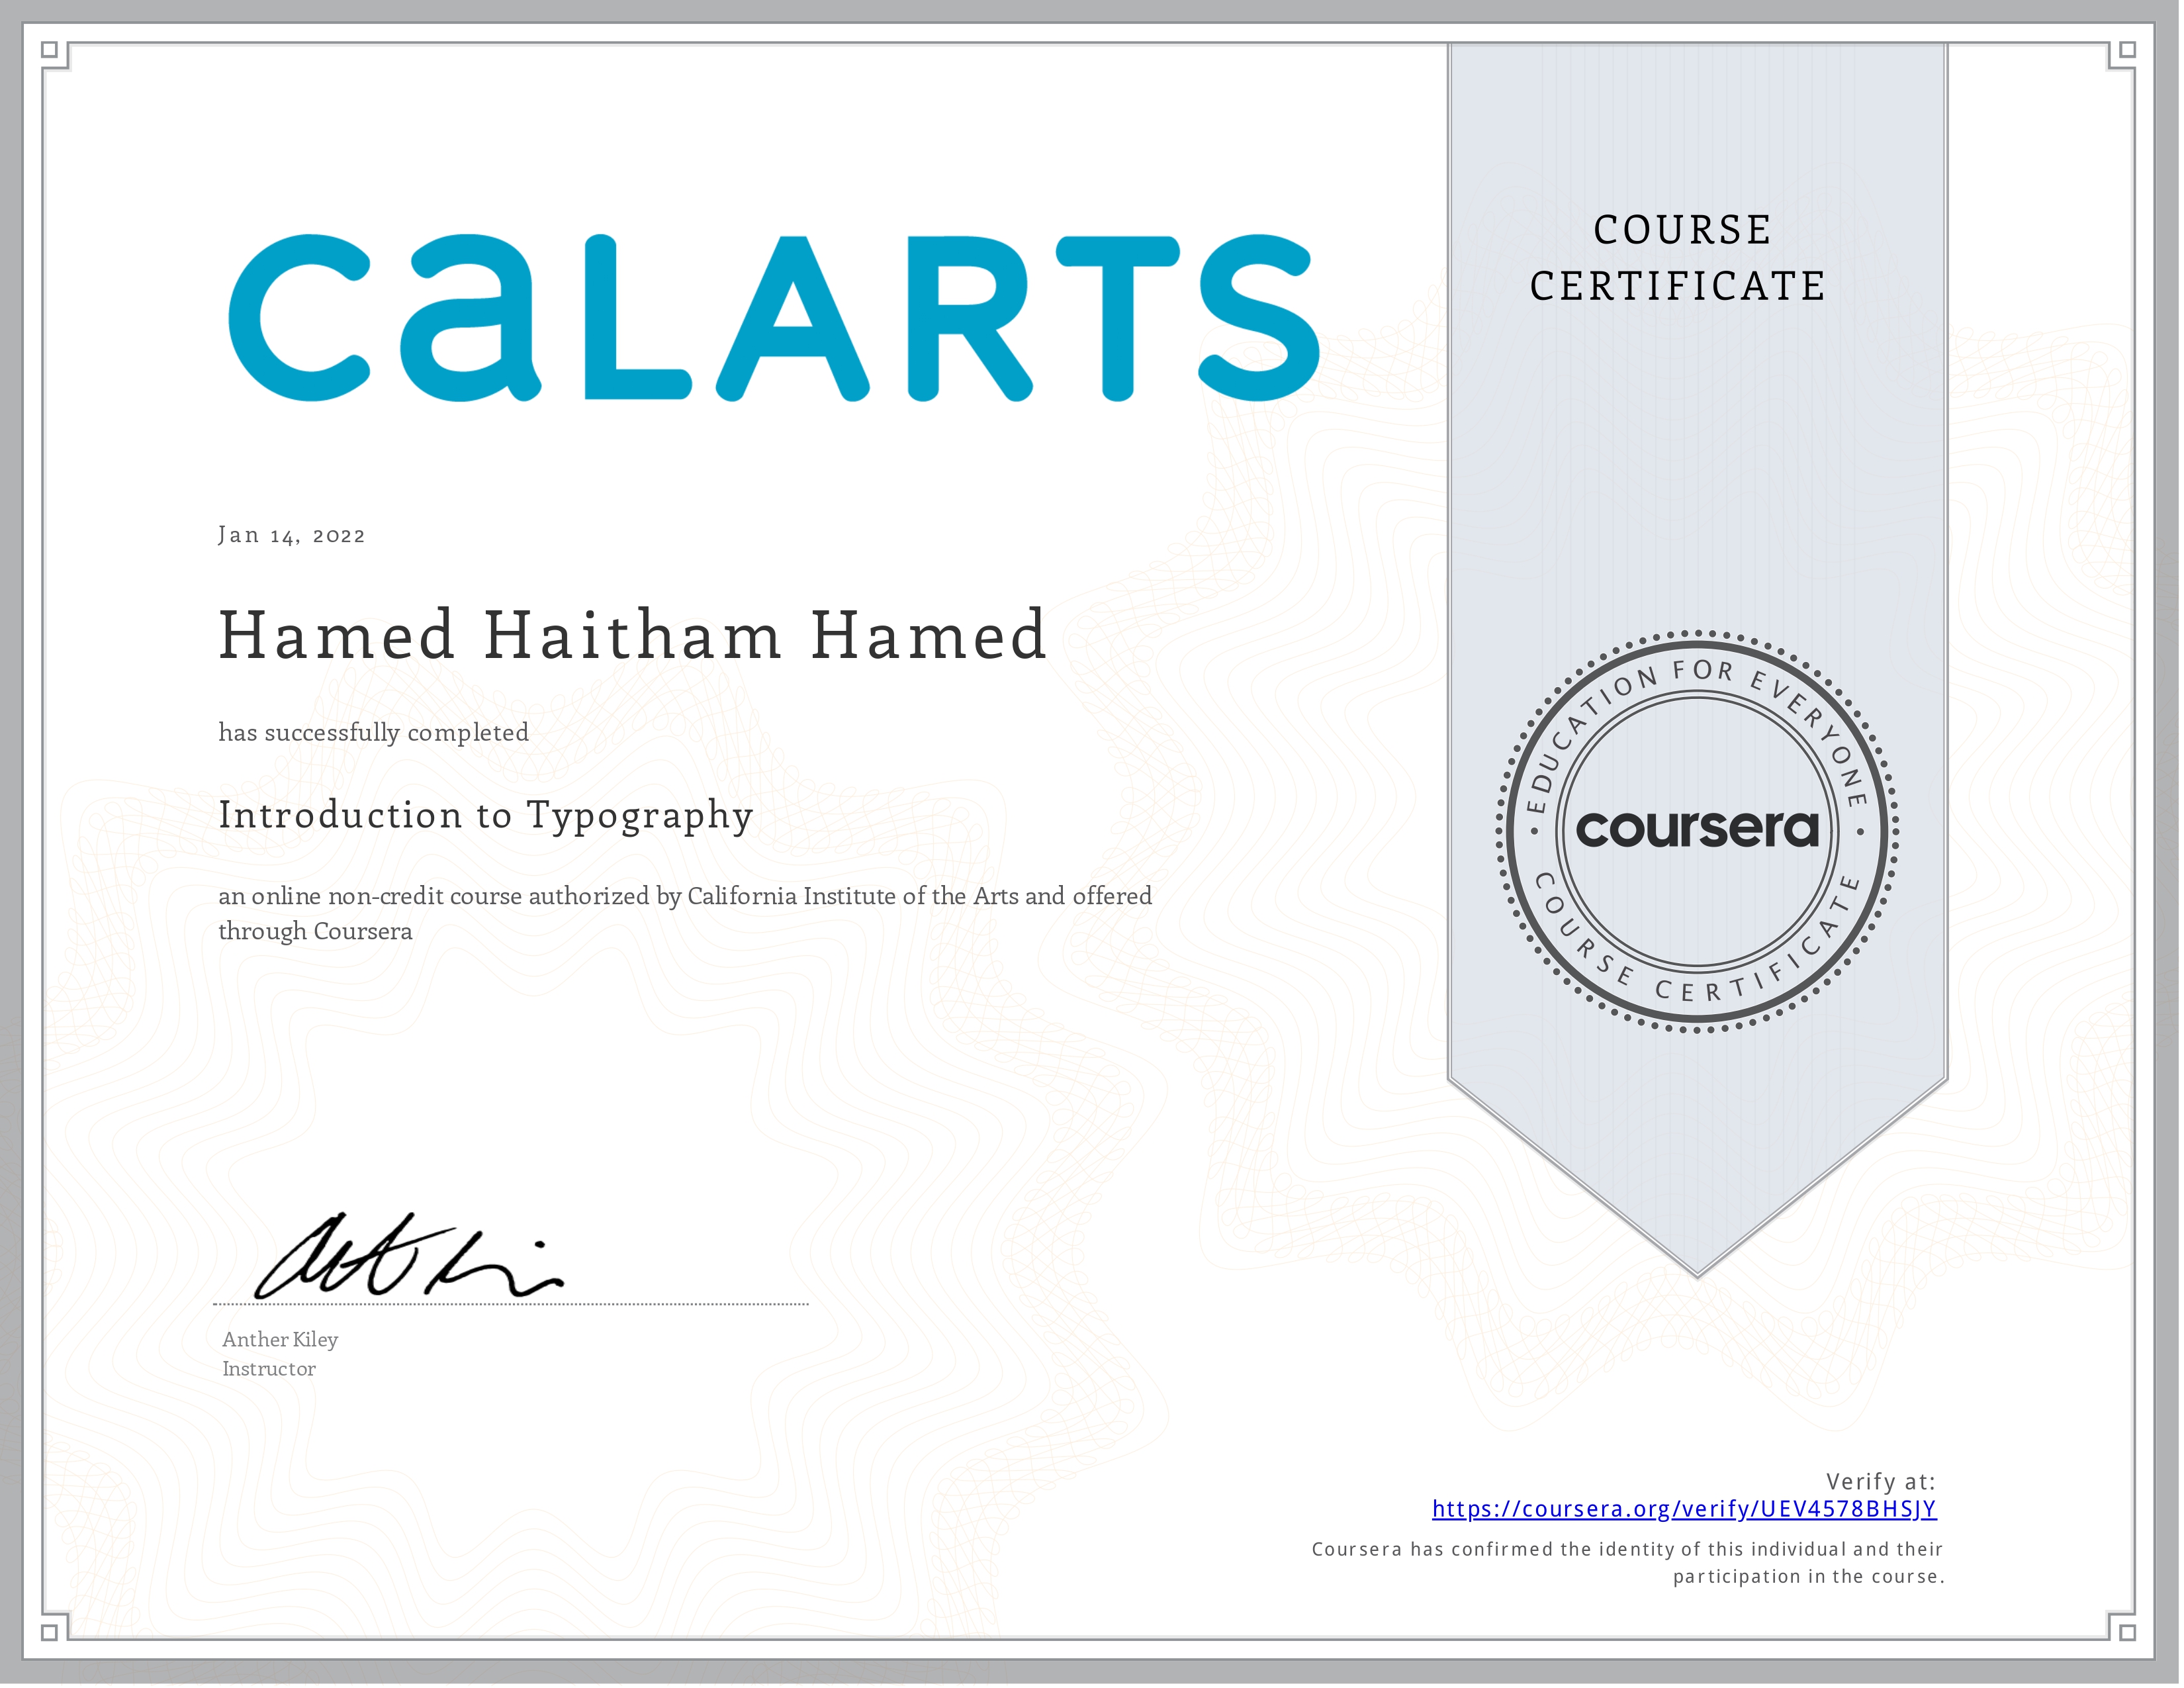 CALARTS
COURSE
CERTIFICATE
Jan 14, 2022
Hamed Haitham Hamed
has successfully completed
Introduction to Typography
an online non-credit course authorized by California Institute of the Arts and offered
through Coursera
EDUCATION FOR EVERYONE
coursera
COURSE CERTIFICATE
Anther Kiley
Instructor
Verify at:
https://coursera.org/verify/UEV4578BHSJY
Coursera has confirmed the identity of this individual and their
participation in the course.